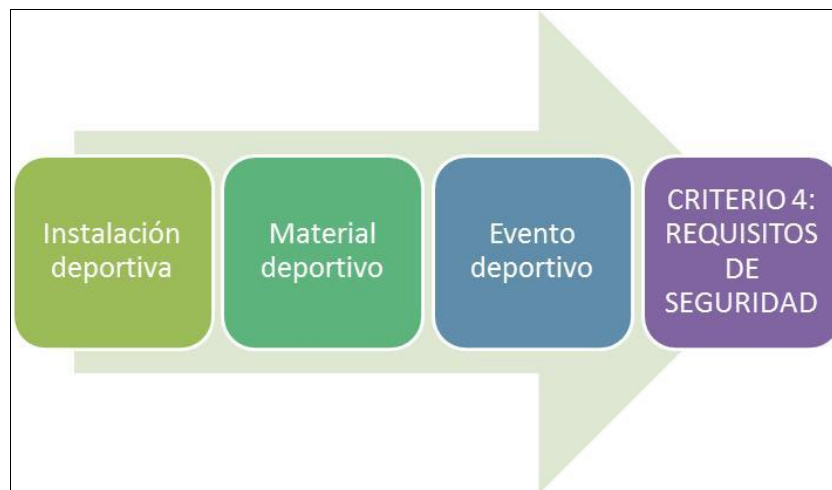 Instalación
deportiva
Material
deportivo
Evento
deportivo
CRITERIO 4:
REQUISITOS
DE
SEGURIDAD